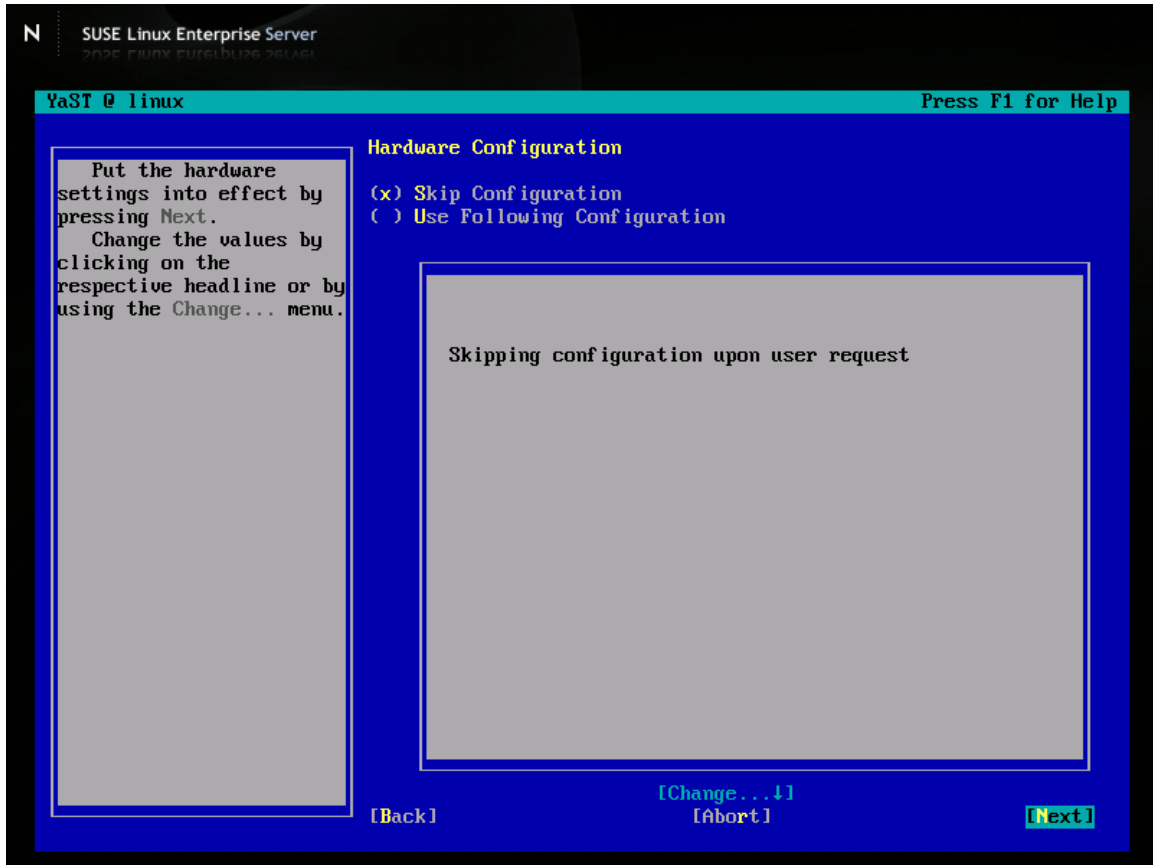 N
SUSE Linux Enterprise Server
YaST @ linux
Press F1 for Help
Put the hardware
settings into effect by
pressing Next.
Change the values by
clicking on the
respective headline or by
using the Change... menu.
Hardware Configuration
(x) Skip Configuration
( ) Use Following Configuration
Skipping configuration upon user request
[Change...↓]
[Back]
[Abort]
[Next]